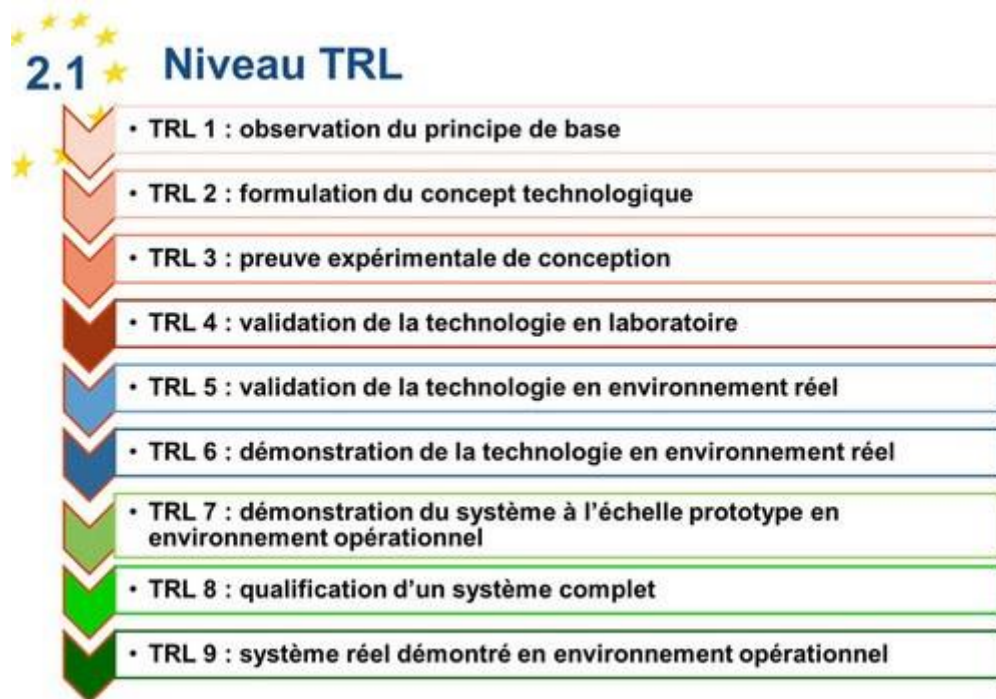 2.1 Niveau TRL
• TRL 1 : observation du principe de base
• TRL 2 : formulation du concept technologique
• TRL 3 : preuve expérimentale de conception
• TRL 4 : validation de la technologie en laboratoire
• TRL 5 : validation de la technologie en environnement réel
• TRL 6 : démonstration de la technologie en environnement réel
• TRL 7 : démonstration du système à l’échelle prototype en
environnement opérationnel
• TRL 8 : qualification d’un système complet
• TRL 9 : système réel démontré en environnement opérationnel